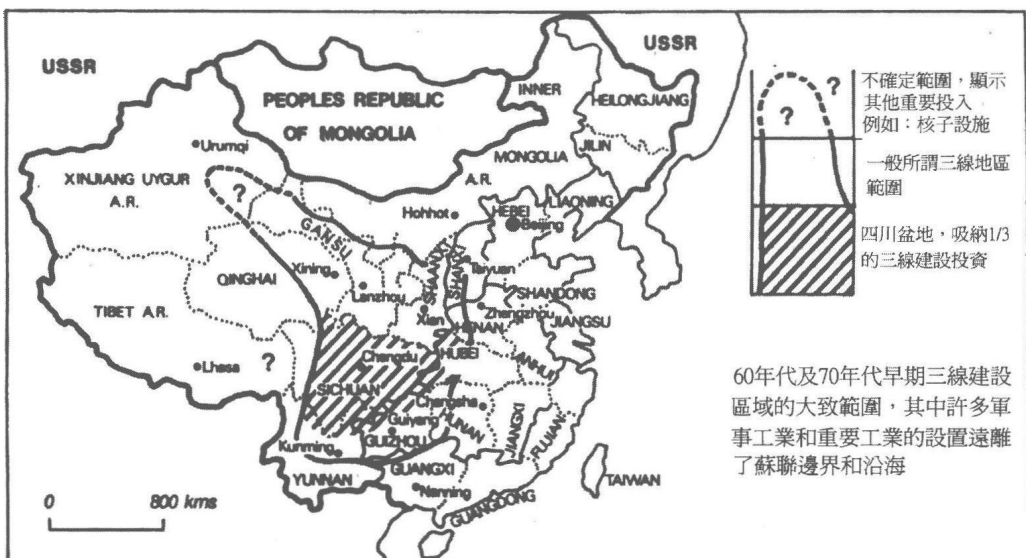 USSR
USSR
PEOPLES REPUBLIC
OF MONGOLIA
INNER
MONGOLIA
A.R.
HEILONGJIANG
JILIN
LIAONING
Urumqi
XINJIANG UYGUR
A.R.
?
Hohhot
HEBEI
Beijing
GANSU
QINGHAI
Xining
Lanzhou
SHANXI
SHANXI
Taiyuan
SHANDONG
Xian
Zhangzhou
JIANGSU
HENAN
TIBET A.R.
Lhasa
?
Changdu
HUBEI
ANHUI
SICHUAN
Changsha
Guiyang
HUNAN
JIANGXI
FUJIAN
GUIZHOU
Kunming
YUNNAN
GUANGXI
Nanning
GUANGDONG
TAIWAN
0 800 kms
?
?
不確定範圍，顯示
其他重要投入
例如：核子設施
一般所謂三線地區
範圍
四川盆地，吸納1/3
的三線建設投資
60年代及70年代早期三線建設
區域的大致範圍，其中許多軍
事工業和重要工業的設置遠離
了蘇聯邊界和沿海